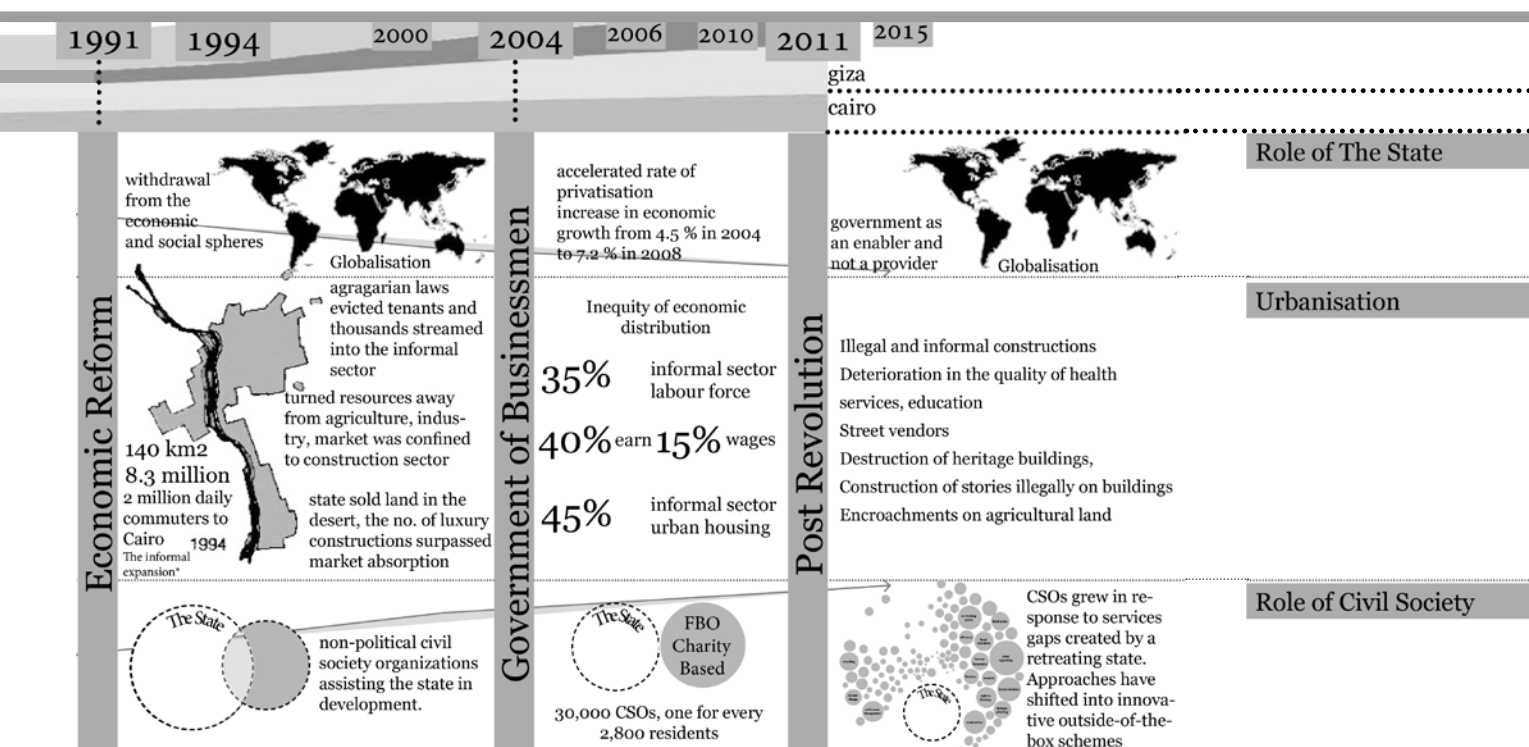 1991
1994
2000
2004
2006
2010
2011
2015
giza
cairo
Economic Reform
withdrawal
from the
economic
and social spheres
Globalisation
agragarian laws
evicted tenants and
thousands streamed
into the informal
sector
turned resources away
from agriculture, indus-
try, market was confined
to construction sector
140 km2
8.3 million
2 million daily
commuters to
Cairo
1994
The informal
expansion*
state sold land in the
desert, the no. of luxury
constructions surpassed
market absorption
The State
non-political civil
society organizations
assisting the state in
development.
Government of Businessmen
accelerated rate of
privatisation
increase in economic
growth from 4.5 % in 2004
to 7.2 % in 2008
Inequity of economic
distribution
35% informal sector
labour force
40% earn 15% wages
45% informal sector
urban housing
The State
FBO
Charity
Based
30,000 CSOs, one for every
2,800 residents
Post Revolution
government as
an enabler and
not a provider
Globalisation
Illegal and informal constructions
Deterioration in the quality of health
services, education
Street vendors
Destruction of heritage buildings,
Construction of stories illegally on buildings
Encroachments on agricultural land
The State
CSOs grew in re-
sponse to services
gaps created by a
retreating state.
Approaches have
shifted into innova-
tive outside-of-the-
box schemes
Role of The State
Urbanisation
Role of Civil Society